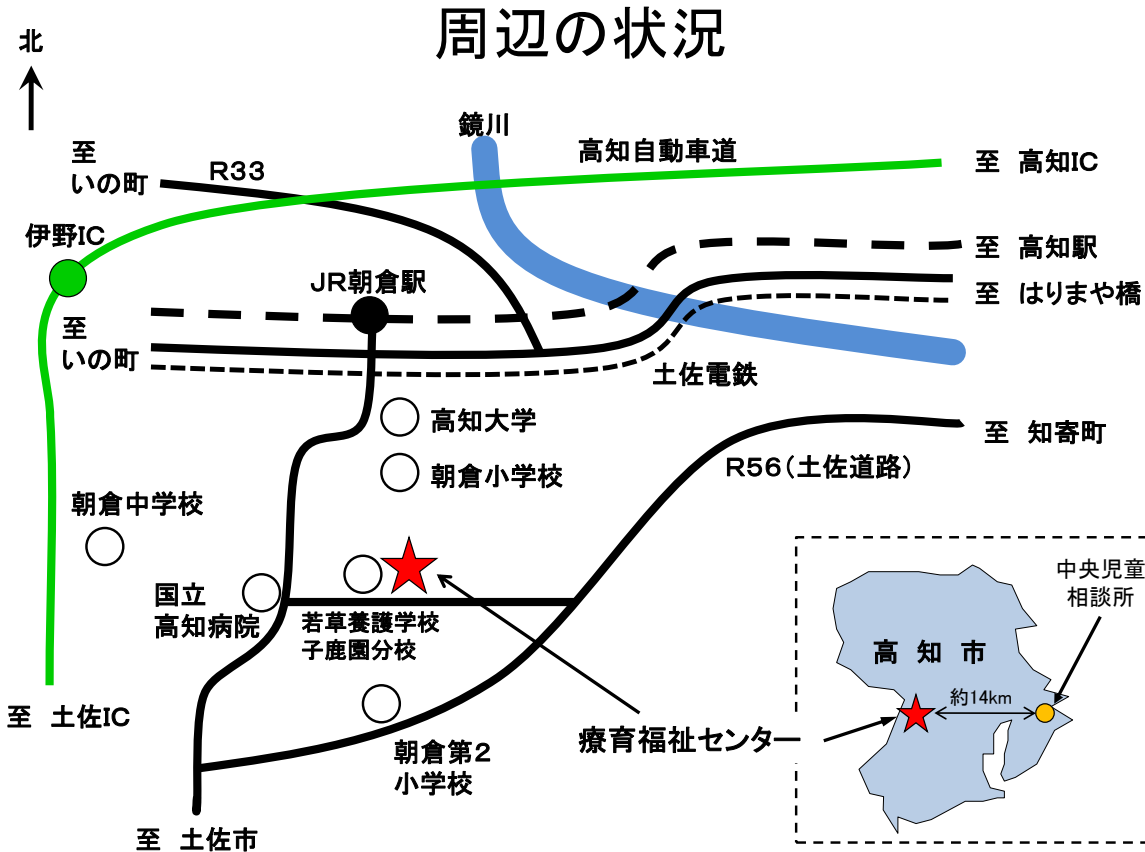 周辺の状況
北
鏡川
高知自動車道
至
いの町
R33
至 高知IC
伊野IC
至 高知駅
JR朝倉駅
至 はりまや橋
至
いの町
土佐電鉄
高知大学
至 知寄町
R56(土佐道路)
朝倉小学校
朝倉中学校
中央児童
相談所
国立
高知病院
若草養護学校
子鹿園分校
高 知 市
約14km
至 土佐IC
療育福祉センター
朝倉第2
小学校
至 土佐市